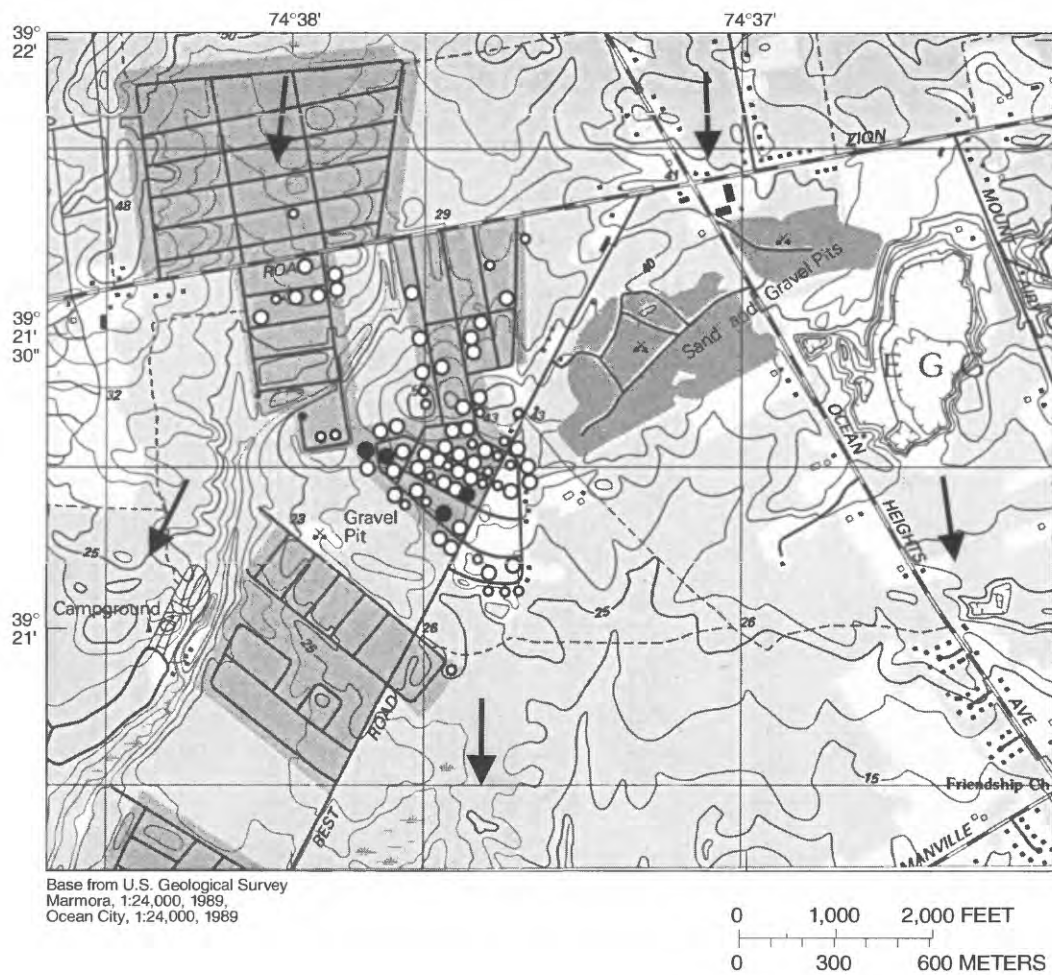 74°38'
74°37'
39°
22'
50
ZION
41
MOUNT
48
29
ROAD
40
Sand and Gravel Pits
39°
21'
30"
E G
32
OCEAN
33
23
Gravel
Pit
HEIGHTS
25
Campground
39°
21'
25
26
26
25
ROAD
AVE
15
Friendship Ch
BEST
MANVILLE
Base from U.S. Geological Survey
Marmora, 1:24,000, 1989,
Ocean City, 1:24,000, 1989
0 1,000 2,000 FEET
0 300 600 METERS